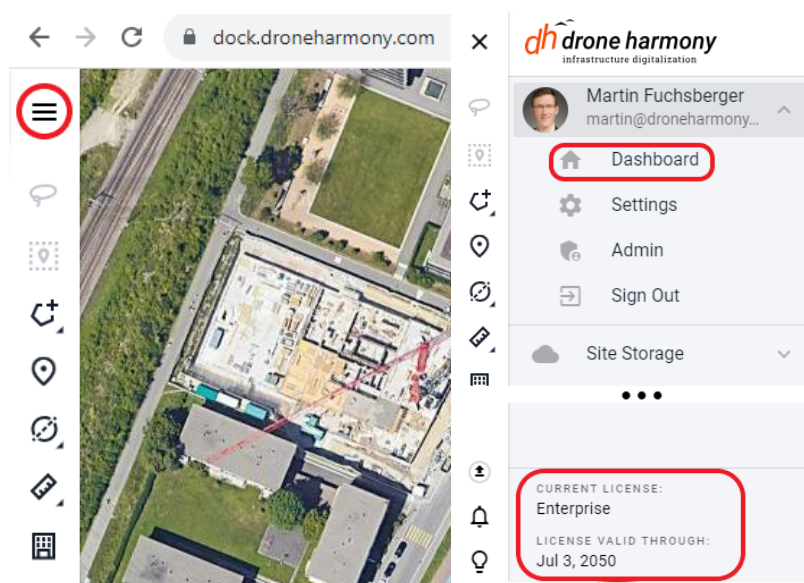 dock.droneharmony.com
dh drone harmony
infrastructure digitalization
Martin Fuchsberger
martin@droneharmony...
Dashboard
Settings
Admin
Sign Out
Site Storage
CURRENT LICENSE:
Enterprise
LICENSE VALID THROUGH:
Jul 3, 2050